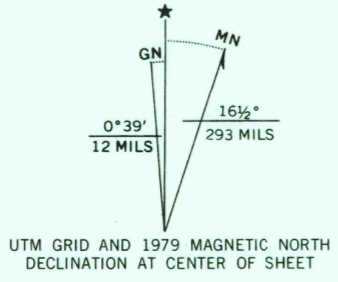 ★
MN
GN
0°39'
12 MILS
16½°
293 MILS
UTM GRID AND 1979 MAGNETIC NORTH
DECLINATION AT CENTER OF SHEET